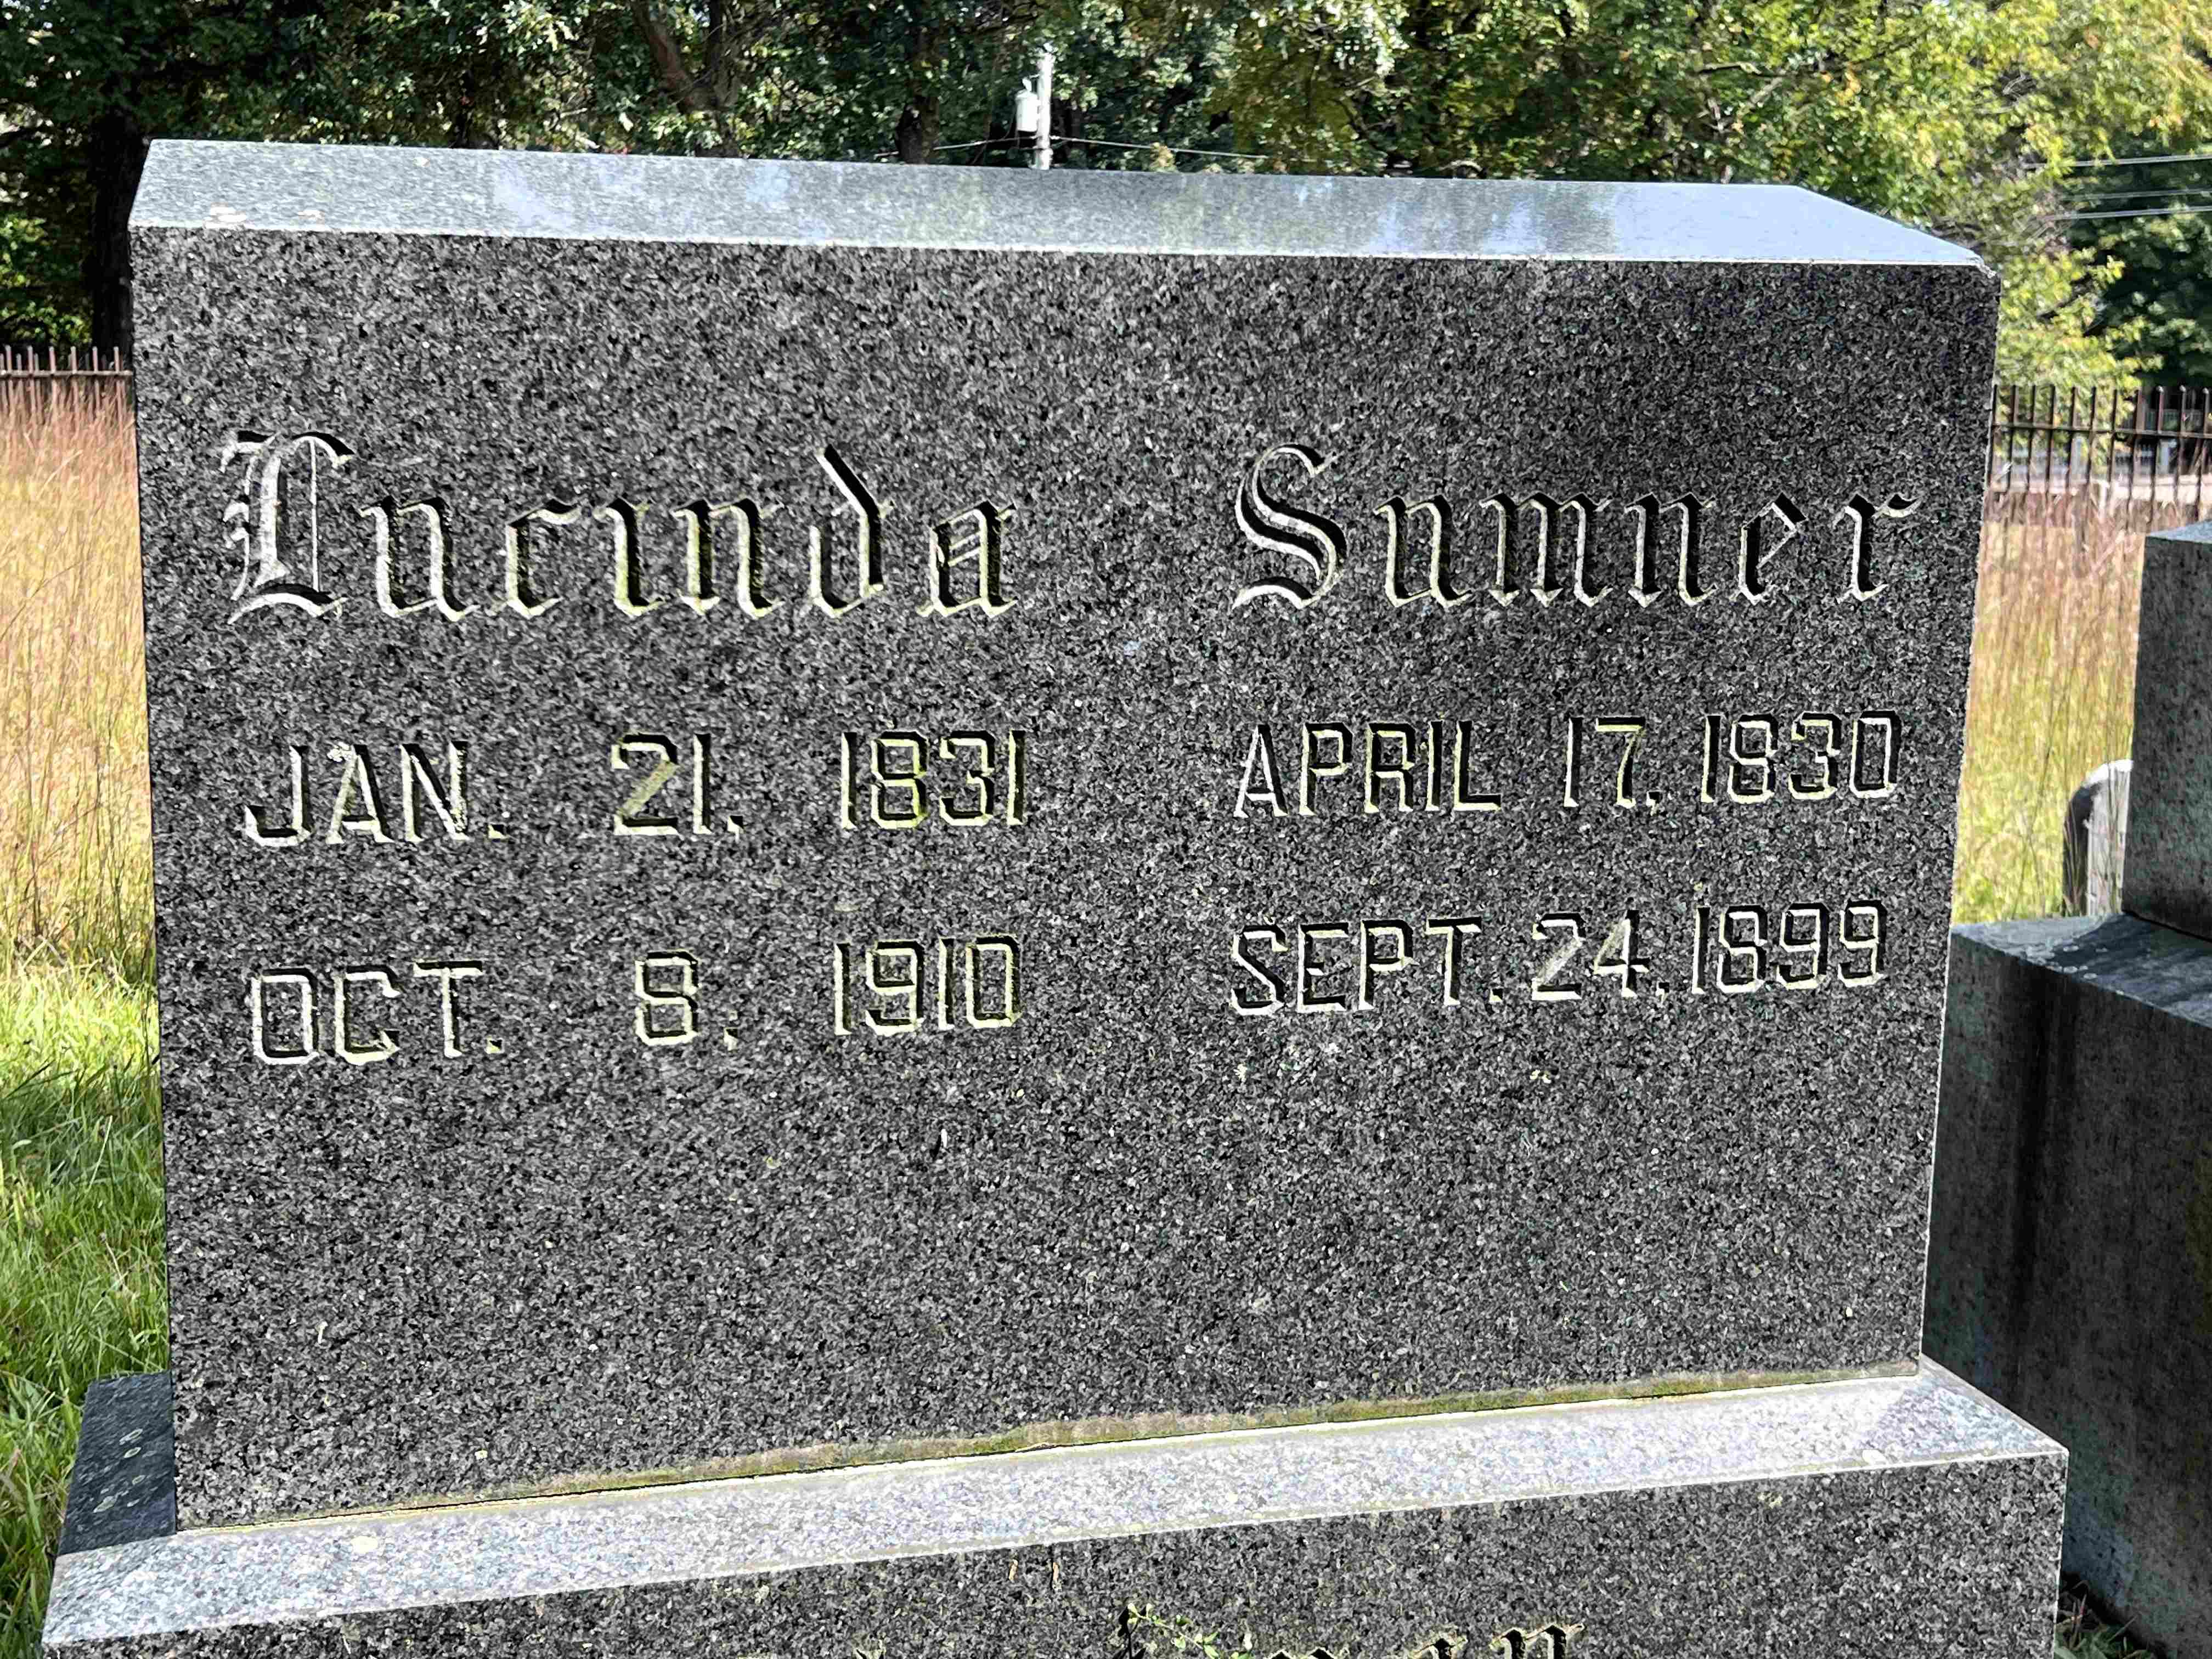 Lucinda Sumner
JAN. 21. 1831 APRIL 17. 1830
OCT. 8. 1910 SEPT. 24. 1899